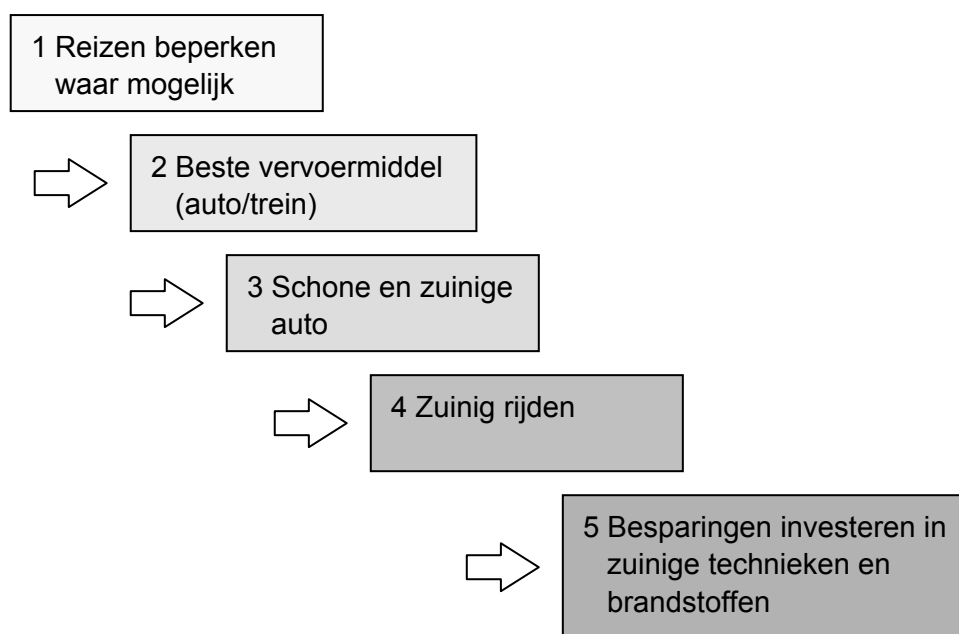 1 Reizen beperken
waar mogelijk
2 Beste vervoermiddel
(auto/trein)
3 Schone en zuinige
auto
4 Zuinig rijden
5 Besparingen investeren in
zuinige technieken en
brandstoffen